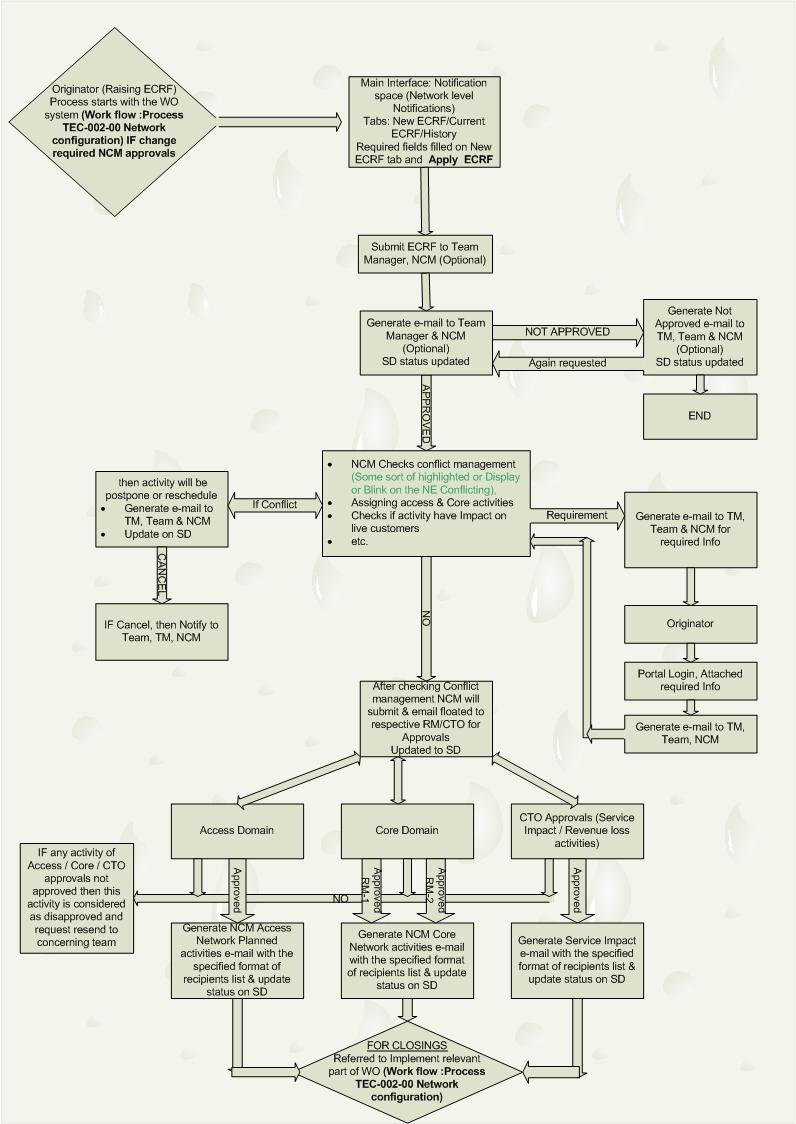 Originator (Raising ECRF)
Process starts with the WO
system (Work flow :Process
TEC-002-00 Network
configuration) IF change
required NCM approvals
Main Interface: Notification
space (Network level
Notifications)
Tabs: New ECRF/Current
ECRF/History
Required fields filled on New
ECRF tab and Apply ECRF
Submit ECRF to Team
Manager, NCM (Optional)
Generate e-mail to Team
Manager & NCM
(Optional)
SD status updated
NOT APPROVED
Again requested
Generate Not
Approved e-mail to
TM, Team & NCM
(Optional)
SD status updated
END
APPROVED
• NCM Checks conflict management
(Some sort of highlighted or Display
or Blink on the NE Conflicting),
• Assigning access & Core activities
• Checks if activity have Impact on
live customers
• etc.
If Conflict
then activity will be
postpone or reschedule
• Generate e-mail to
TM, Team & NCM
• Update on SD
CANCEL
IF Cancel, then Notify to
Team, TM, NCM
Requirement
Generate e-mail to TM,
Team & NCM for
required Info
Originator
Portal Login, Attached
required Info
Generate e-mail to TM,
Team, NCM
NO
After checking Conflict
management NCM will
submit & email floated to
respective RM/CTO for
Approvals
Updated to SD
Access Domain
Core Domain
CTO Approvals (Service
Impact / Revenue loss
activities)
IF any activity of
Access / Core / CTO
approvals not
approved then this
activity is considered
as disapproved and
request resend to
concerning team
NO
Approved
Approved
RM-1
Approved
RM-2
Approved
Generate NCM Access
Network Planned
activities e-mail with the
specified format of
recipients list & update
status on SD
Generate NCM Core
Network activities e-mail
with the specified format
of recipients list & update
status on SD
Generate Service Impact
e-mail with the specified
format of recipients list &
update status on SD
FOR CLOSINGS
Referred to Implement relevant
part of WO (Work flow :Process
TEC-002-00 Network
configuration)